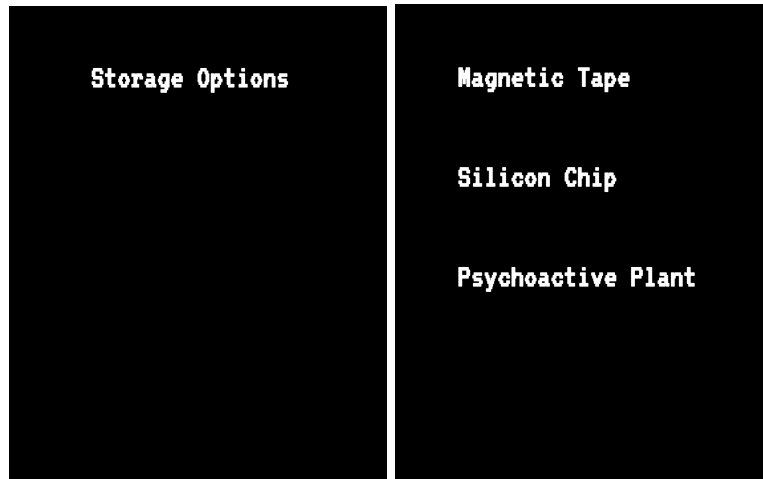 Storage Options
Magnetic Tape
Silicon Chip
Psychoactive Plant